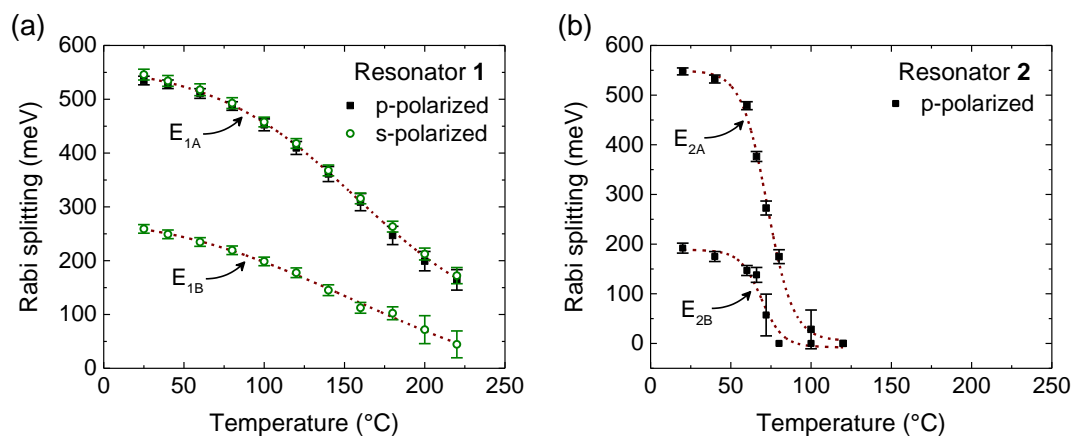 (a)
600
500
400
300
200
100
0
Rabi splitting (meV)
0 50 100 150 200 250
Temperature (°C)
Resonator 1
p-polarized
s-polarized
E1A
E1B
(b)
600
500
400
300
200
100
0
Rabi splitting (meV)
0 50 100 150 200 250
Temperature (°C)
Resonator 2
p-polarized
E2A
E2B